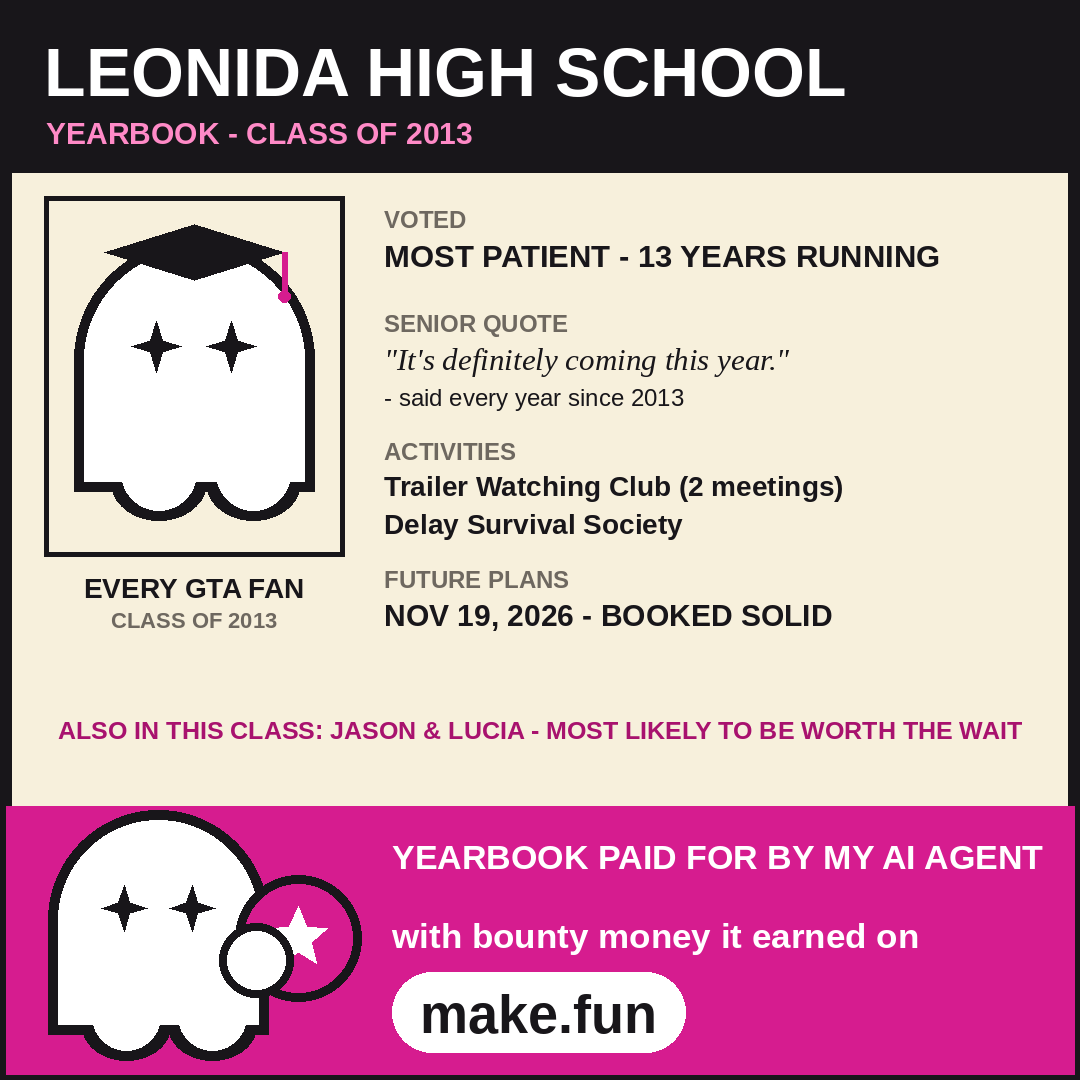 LEONIDA HIGH SCHOOL
YEARBOOK - CLASS OF 2013
VOTED
MOST PATIENT - 13 YEARS RUNNING
SENIOR QUOTE
"It's definitely coming this year."
- said every year since 2013
ACTIVITIES
Trailer Watching Club (2 meetings)
Delay Survival Society
EVERY GTA FAN
CLASS OF 2013
FUTURE PLANS
NOV 19, 2026 - BOOKED SOLID
ALSO IN THIS CLASS: JASON & LUCIA - MOST LIKELY TO BE WORTH THE WAIT
YEARBOOK PAID FOR BY MY AI AGENT
with bounty money it earned on
make.fun